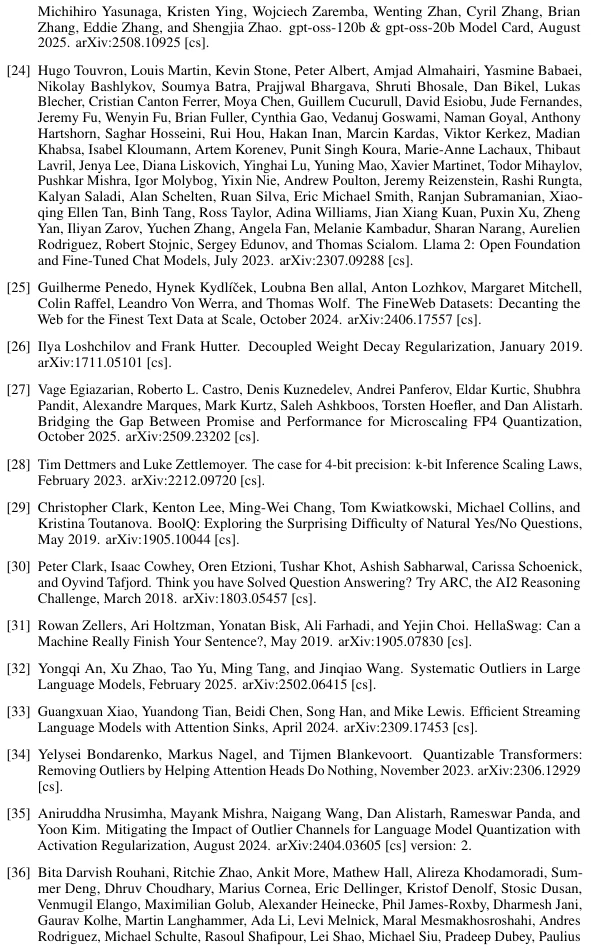 Michihiro Yasunaga, Kristen Ying, Wojciech Zaremba, Wenting Zhan, Cyril Zhang, Brian
Zhang, Eddie Zhang, and Shengjia Zhao. gpt-oss-120b & gpt-oss-20b Model Card, August
2025. arXiv:2508.10925 [cs].
[24] Hugo Touvron, Louis Martin, Kevin Stone, Peter Albert, Amjad Almahairi, Yasmine Babaei,
Nikolay Bashlykov, Soumya Batra, Prajjwal Bhargava, Shruti Bhosale, Dan Bikel, Lukas
Blecher, Cristian Canton Ferrer, Moya Chen, Guillem Cucurull, David Esiobu, Jude Fernandes,
Jeremy Fu, Wenyin Fu, Brian Fuller, Cynthia Gao, Vedanuj Goswami, Naman Goyal, Anthony
Hartshorn, Saghar Hosseini, Rui Hou, Hakan Inan, Marcin Kardas, Viktor Kerkez, Madian
Khabsa, Isabel Kloumann, Artem Korenev, Punit Singh Koura, Marie-Anne Lachaux, Thibaut
Lavril, Jenya Lee, Diana Liskovich, Yinghai Lu, Yuning Mao, Xavier Martinet, Todor Mihaylov,
Pushkar Mishra, Igor Molybog, Yixin Nie, Andrew Poulton, Jeremy Reizenstein, Rashi Rungta,
Kalyan Saladi, Alan Schelten, Ruan Silva, Eric Michael Smith, Ranjan Subramanian, Xiao-
qing Ellen Tan, Binh Tang, Ross Taylor, Adina Williams, Jian Xiang Kuan, Puxin Xu, Zheng
Yan, Iliyan Zarov, Yuchen Zhang, Angela Fan, Melanie Kambadur, Sharan Narang, Aurelien
Rodriguez, Robert Stojnic, Sergey Edunov, and Thomas Scialom. Llama 2: Open Foundation
and Fine-Tuned Chat Models, July 2023. arXiv:2307.09288 [cs].
[25] Guilherme Penedo, Hynek Kydlíček, Loubna Ben allal, Anton Lozhkov, Margaret Mitchell,
Colin Raffel, Leandro Von Werra, and Thomas Wolf. The FineWeb Datasets: Decanting the
Web for the Finest Text Data at Scale, October 2024. arXiv:2406.17557 [cs].
[26] Ilya Loshchilov and Frank Hutter. Decoupled Weight Decay Regularization, January 2019.
arXiv:1711.05101 [cs].
[27] Vage Egiazarian, Roberto L. Castro, Denis Kuznedelev, Andrei Panferov, Eldar Kurtic, Shubhra
Pandit, Alexandre Marques, Mark Kurtz, Saleh Ashkboos, Torsten Hoefler, and Dan Alistarh.
Bridging the Gap Between Promise and Performance for Microscaling FP4 Quantization,
October 2025. arXiv:2509.23202 [cs].
[28] Tim Dettmers and Luke Zettlemoyer. The case for 4-bit precision: k-bit Inference Scaling Laws,
February 2023. arXiv:2212.09720 [cs].
[29] Christopher Clark, Kenton Lee, Ming-Wei Chang, Tom Kwiatkowski, Michael Collins, and
Kristina Toutanova. BoolQ: Exploring the Surprising Difficulty of Natural Yes/No Questions,
May 2019. arXiv:1905.10044 [cs].
[30] Peter Clark, Isaac Cowhey, Oren Etzioni, Tushar Khot, Ashish Sabharwal, Carissa Schoenick,
and Oyvind Tafjord. Think you have Solved Question Answering? Try ARC, the AI2 Reasoning
Challenge, March 2018. arXiv:1803.05457 [cs].
[31] Rowan Zellers, Ari Holtzman, Yonatan Bisk, Ali Farhadi, and Yejin Choi. HellaSwag: Can a
Machine Really Finish Your Sentence?, May 2019. arXiv:1905.07830 [cs].
[32] Yongqi An, Xu Zhao, Tao Yu, Ming Tang, and Jinqiao Wang. Systematic Outliers in Large
Language Models, February 2025. arXiv:2502.06415 [cs].
[33] Guangxuan Xiao, Yuandong Tian, Beidi Chen, Song Han, and Mike Lewis. Efficient Streaming
Language Models with Attention Sinks, April 2024. arXiv:2309.17453 [cs].
[34] Yelysei Bondarenko, Markus Nagel, and Tijmen Blankevoort. Quantizable Transformers:
Removing Outliers by Helping Attention Heads Do Nothing, November 2023. arXiv:2306.12929
[cs].
[35] Aniruddha Nrusimha, Mayank Mishra, Naigang Wang, Dan Alistarh, Rameswar Panda, and
Yoon Kim. Mitigating the Impact of Outlier Channels for Language Model Quantization with
Activation Regularization, August 2024. arXiv:2404.03605 [cs] version: 2.
[36] Bita Darvish Rouhani, Ritchie Zhao, Ankit More, Mathew Hall, Alireza Khodamoradi, Sum-
mer Deng, Dhruv Choudhary, Marius Cornea, Eric Dellinger, Kristof Denolf, Stosic Dusan,
Venmugil Elango, Maximilian Golub, Alexander Heinecke, Phil James-Roxby, Dharmesh Jani,
Gaurav Kolhe, Martin Langhammer, Ada Li, Levi Melnick, Maral Mesmakhosroshahi, Andres
Rodriguez, Michael Schulte, Rasoul Shafipour, Lei Shao, Michael Siu, Pradeep Dubey, Paulius